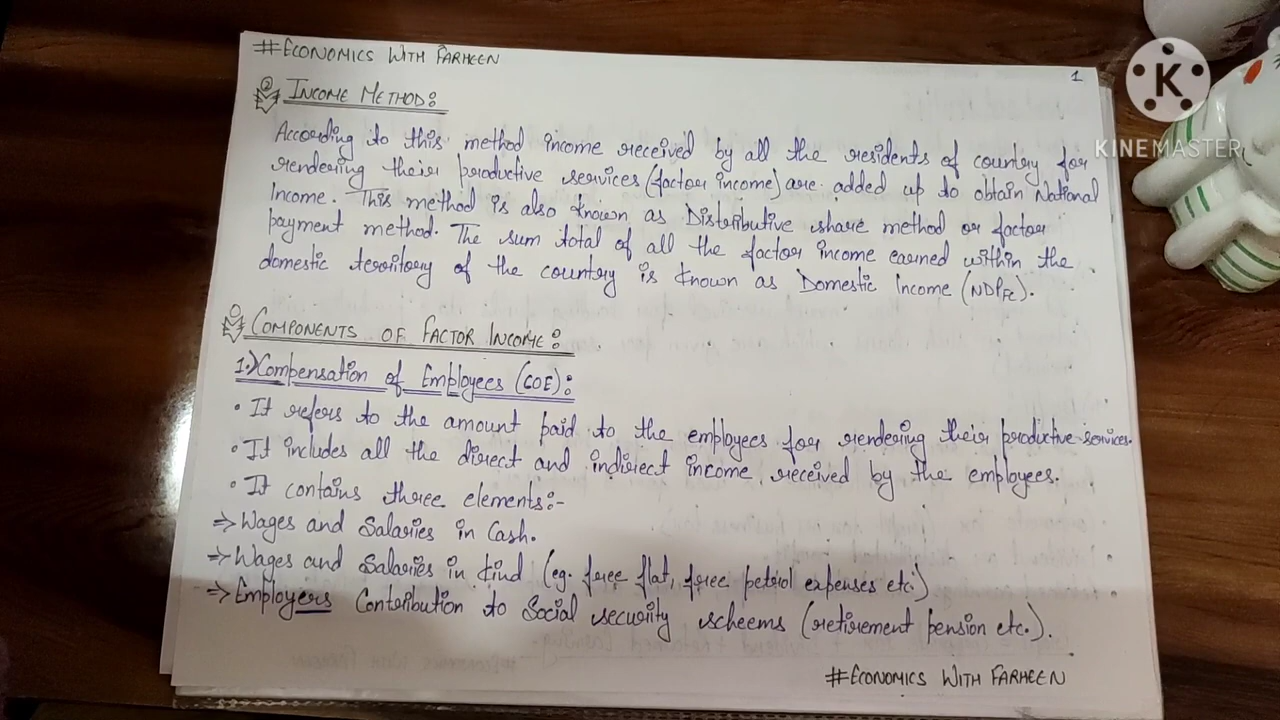 #ECONOMICS WITH FARHEEN
1
② INCOME METHOD:
According to this method income received by all the residents of country for
rendering their productive services (factor income) are added up to obtain National
Income. This method is also known as Distributive share method or factor
payment method. The sum total of all the factor income earned within the
domestic territory of the country is known as Domestic Income (NDPFC).
COMPONENTS OF FACTOR INCOME:
1.) Compensation of Employees (COE):
• It refers to the amount paid to the employees for rendering their productive services.
• It includes all the direct and indirect income received by the employees.
• It contains three elements:-
⇒ Wages and Salaries in Cash.
⇒ Wages and Salaries in kind (eg. free flat, free petrol expenses etc.)
⇒ Employers Contribution to Social security scheems (retirement pension etc.).
#ECONOMICS WITH FARHEEN
K
KINEMASTER